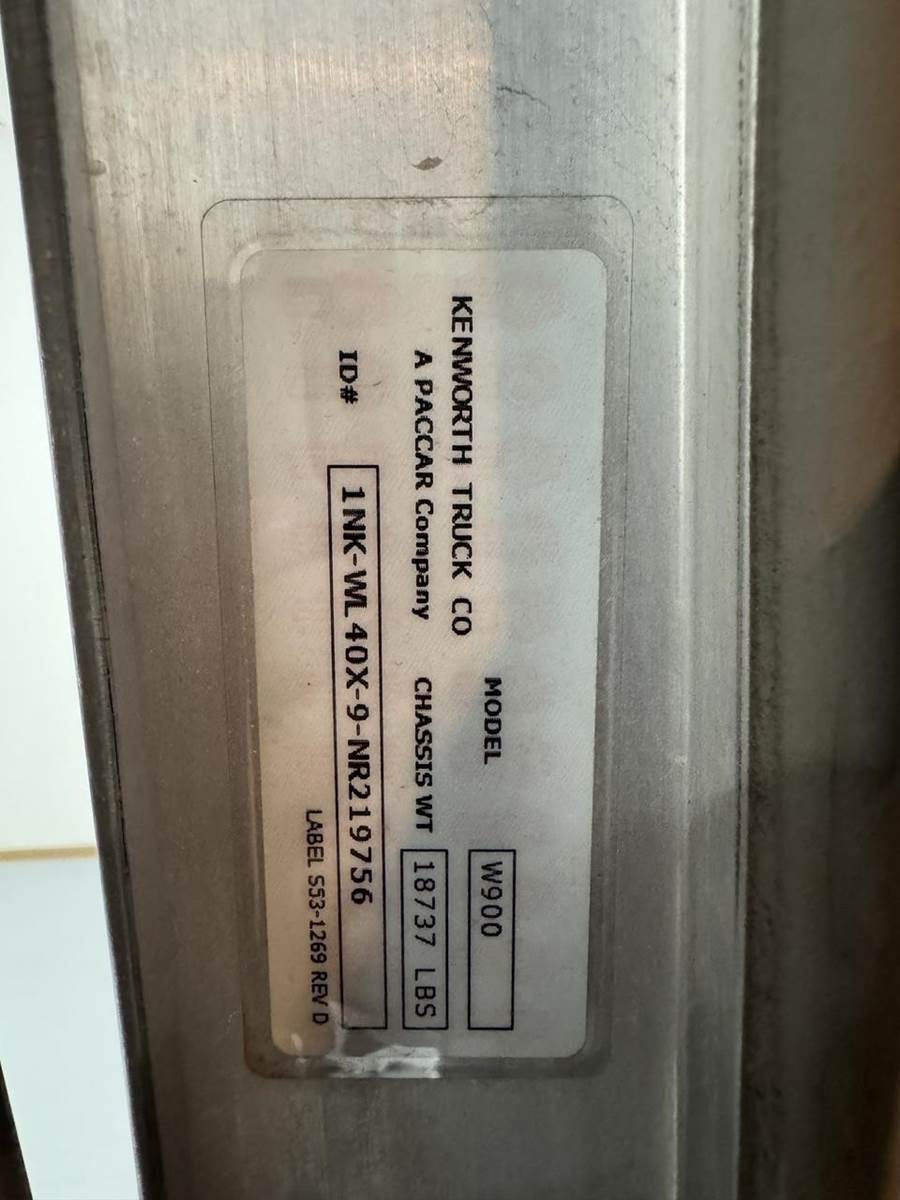 MODEL W900
KENWORTH TRUCK CO
A PACCAR Company CHASSIS WT 18737 LBS
ID# 1NK-WL40X-9-NR219756
LABEL S53-1269 REV D